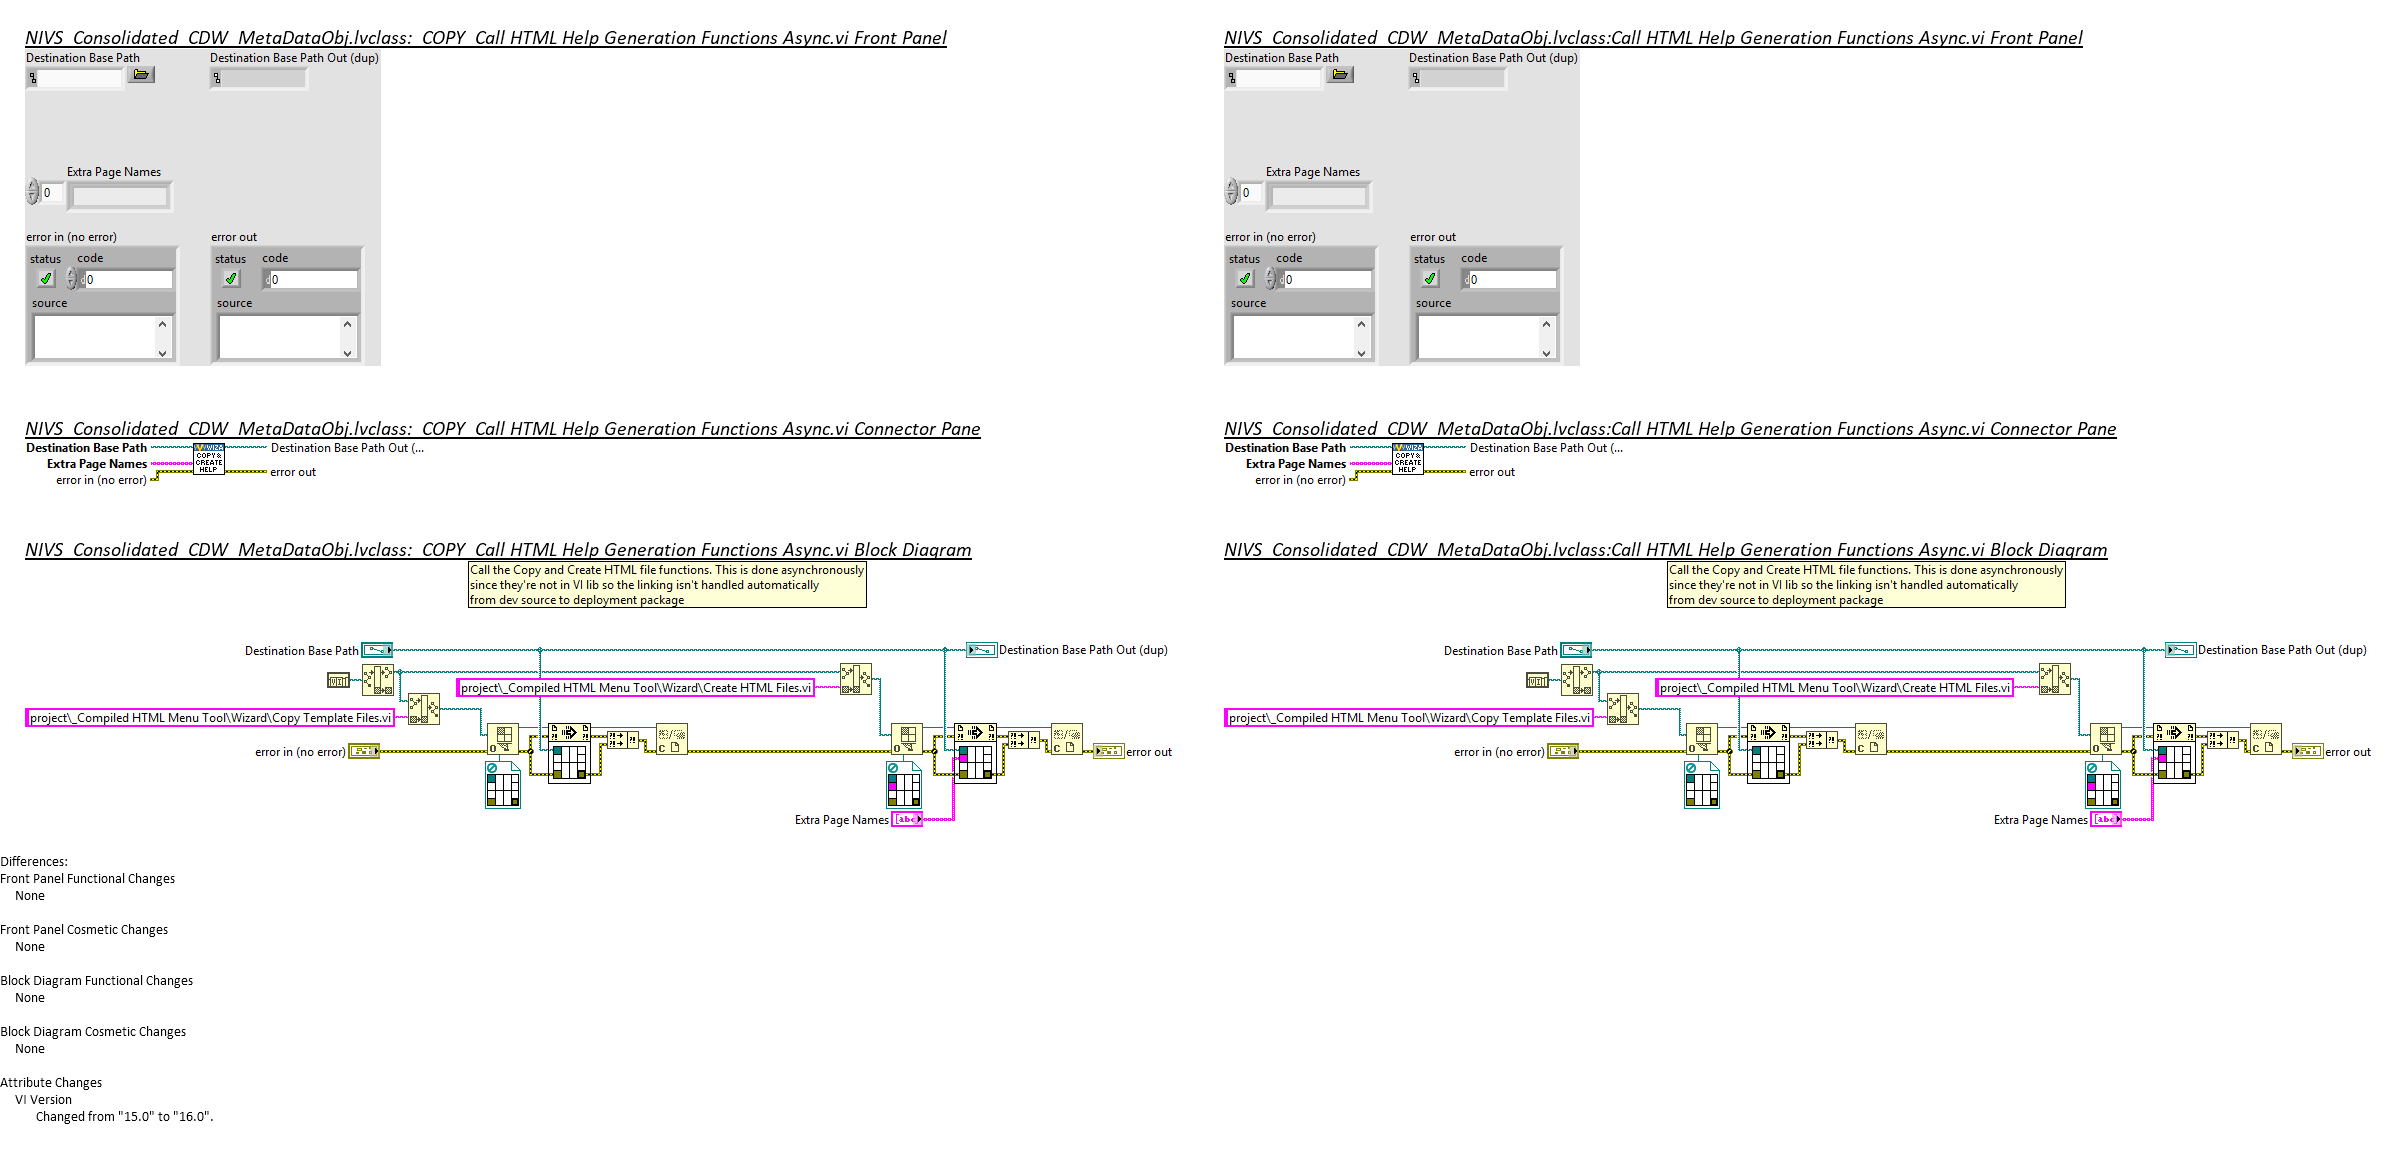 NIVS_Consolidated_CDW_MetaDataObj.lvclass:_COPY_Call HTML Help Generation Functions Async.vi Front Panel
Destination Base Path
Destination Base Path Out (dup)
Extra Page Names
0
error in (no error)
error out
status
code
status
code
0
0
source
source
NIVS_Consolidated_CDW_MetaDataObj.lvclass:_COPY_Call HTML Help Generation Functions Async.vi Connector Pane
Destination Base Path
Extra Page Names
error in (no error)
COPY &
CREATE
HELP
Destination Base Path Out (...
error out
NIVS_Consolidated_CDW_MetaDataObj.lvclass:_COPY_Call HTML Help Generation Functions Async.vi Block Diagram
Call the Copy and Create HTML file functions. This is done asynchronously
since they're not in VI lib so the linking isn't handled automatically
from dev source to deployment package
Destination Base Path
Destination Base Path Out (dup)
project\_Compiled HTML Menu Tool\Wizard\Create HTML Files.vi
project\_Compiled HTML Menu Tool\Wizard\Copy Template Files.vi
error in (no error)
error out
Extra Page Names
abc
NIVS_Consolidated_CDW_MetaDataObj.lvclass:Call HTML Help Generation Functions Async.vi Front Panel
Destination Base Path
Destination Base Path Out (dup)
Extra Page Names
0
error in (no error)
error out
status
code
status
code
0
0
source
source
NIVS_Consolidated_CDW_MetaDataObj.lvclass:Call HTML Help Generation Functions Async.vi Connector Pane
Destination Base Path
Extra Page Names
error in (no error)
COPY &
CREATE
HELP
Destination Base Path Out (...
error out
NIVS_Consolidated_CDW_MetaDataObj.lvclass:Call HTML Help Generation Functions Async.vi Block Diagram
Call the Copy and Create HTML file functions. This is done asynchronously
since they're not in VI lib so the linking isn't handled automatically
from dev source to deployment package
Destination Base Path
Destination Base Path Out (dup)
project\_Compiled HTML Menu Tool\Wizard\Create HTML Files.vi
project\_Compiled HTML Menu Tool\Wizard\Copy Template Files.vi
error in (no error)
error out
Extra Page Names
abc
Differences:
Front Panel Functional Changes
None
Front Panel Cosmetic Changes
None
Block Diagram Functional Changes
None
Block Diagram Cosmetic Changes
None
Attribute Changes
VI Version
Changed from "15.0" to "16.0".